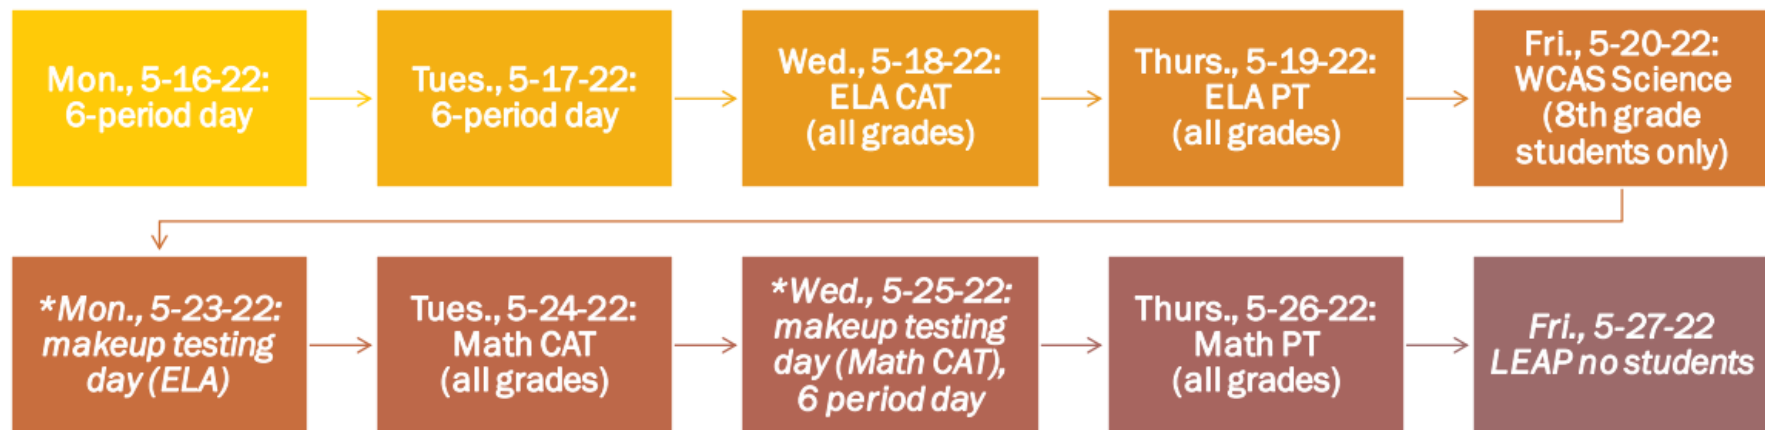 Mon., 5-16-22:
6-period day
Tues., 5-17-22:
6-period day
Wed., 5-18-22:
ELA CAT
(all grades)
Thurs., 5-19-22:
ELA PT
(all grades)
Fri., 5-20-22:
WCAS Science
(8th grade
students only)
*Mon., 5-23-22:
makeup testing
day (ELA)
Tues., 5-24-22:
Math CAT
(all grades)
*Wed., 5-25-22:
makeup testing
day (Math CAT),
6 period day
Thurs., 5-26-22:
Math PT
(all grades)
Fri., 5-27-22
LEAP no students